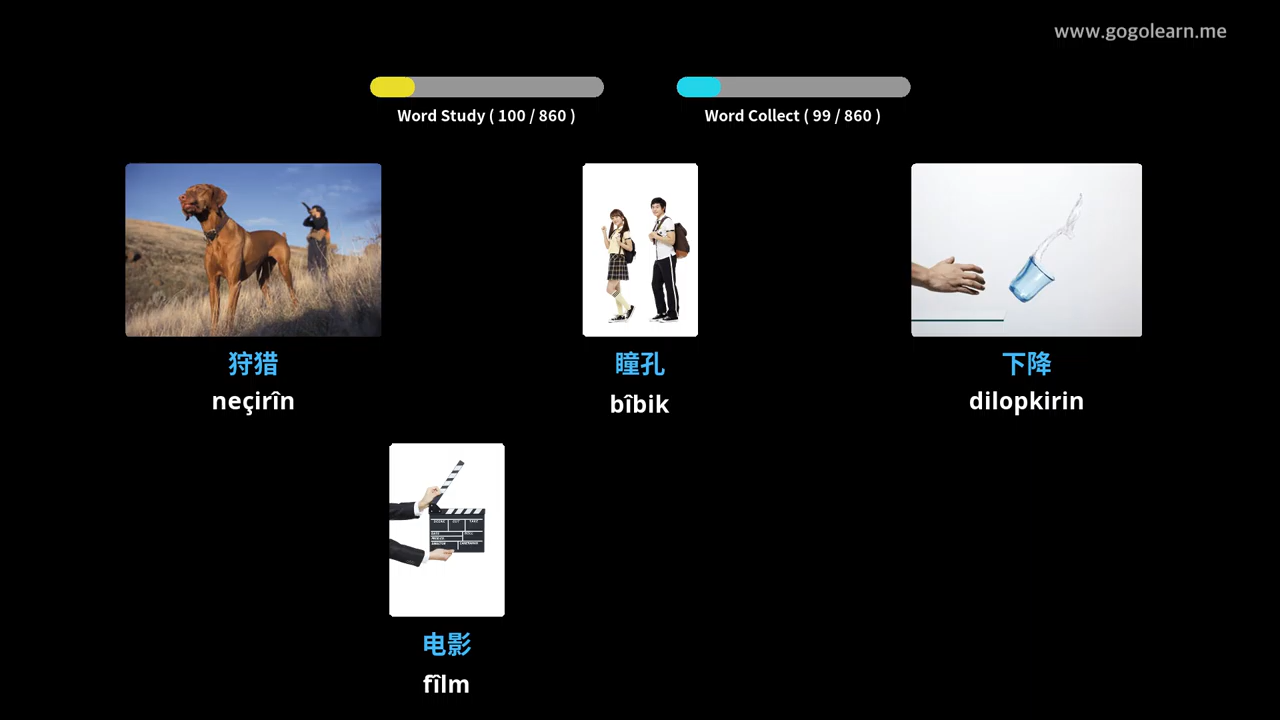 www.gogolearn.me
Word Study ( 100 / 860 )
Word Collect ( 99 / 860 )
狩猎
neçirîn
瞳孔
bîbik
下降
dilopkirin
电影
fîlm